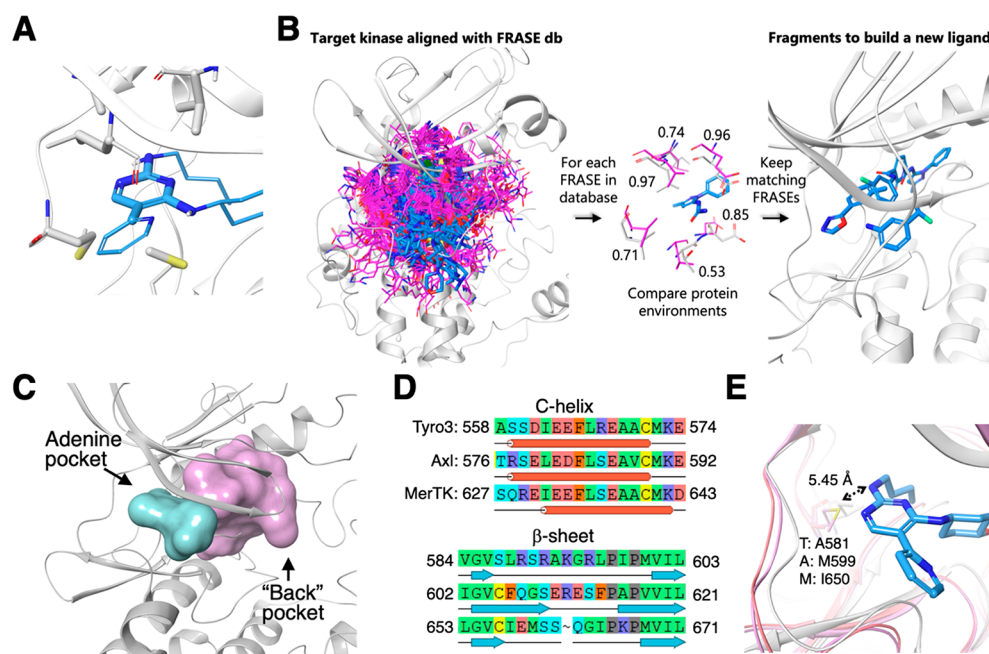 A
B
Target kinase aligned with FRASE db
Fragments to build a new ligand
For each
FRASE in
database
0.74
0.96
0.97
0.85
0.71
0.53
Compare protein
environments
Keep
matching
FRASEs
C
Adenine
pocket
“Back”
pocket
D
C-helix
Tyro3: 558 ASSDIEEFLREAACMKE 574
Axl: 576 TRSELEDFLSEAVCMKE 592
MerTK: 627 SQREIEEFLSEAACMKD 643
β-sheet
584 VGVSLRSRAKGRLPIPMVIL 603
602 IGVCFQGSERESFPAPVVIL 621
653 LGVCIEMSS~QGIPKPMVIL 671
E
5.45 Å
T: A581
A: M599
M: I650